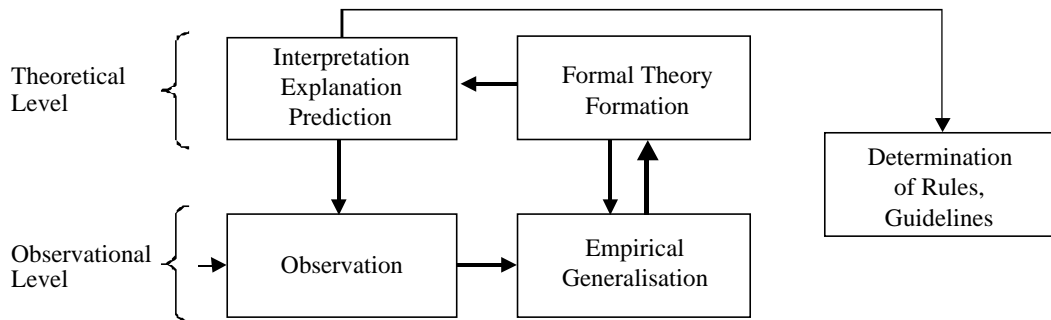 Theoretical
Level
Interpretation
Explanation
Prediction
Formal Theory
Formation
Determination
of Rules,
Guidelines
Observational
Level
Observation
Empirical
Generalisation